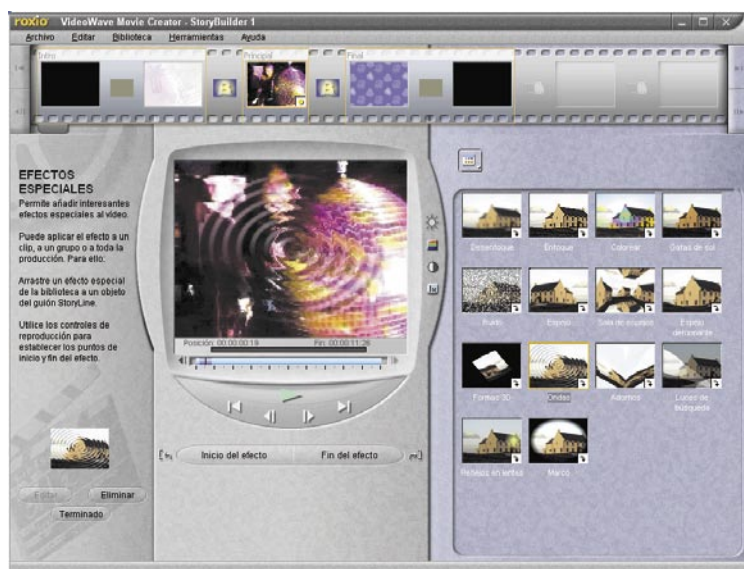 roxio VideoWave Movie Creator - StoryBuilder 1
Archivo Editar Biblioteca Herramientas Ayuda
Intro Principal Final
EFECTOS
ESPECIALES
Permite añadir interesantes
efectos especiales al vídeo.
Puede aplicar el efecto a un
clip, a un grupo o a toda la
producción. Para ello:
Arrastre un efecto especial
de la biblioteca a un objeto
del guión StoryLine.
Utilice los controles de
reproducción para
establecer los puntos de
inicio y fin del efecto.
Editar Eliminar
Terminado
Posición: 00:00:00:19 Fin: 00:00:11:26
Inicio del efecto Fin del efecto
Desenfoque Enfoque Colorear Gafas de sol
Ruido Espejo Sala de espejos Espejo
Formas 3D Ondas Adornos Luces de
búsqueda
Reflejos en lentes Marco